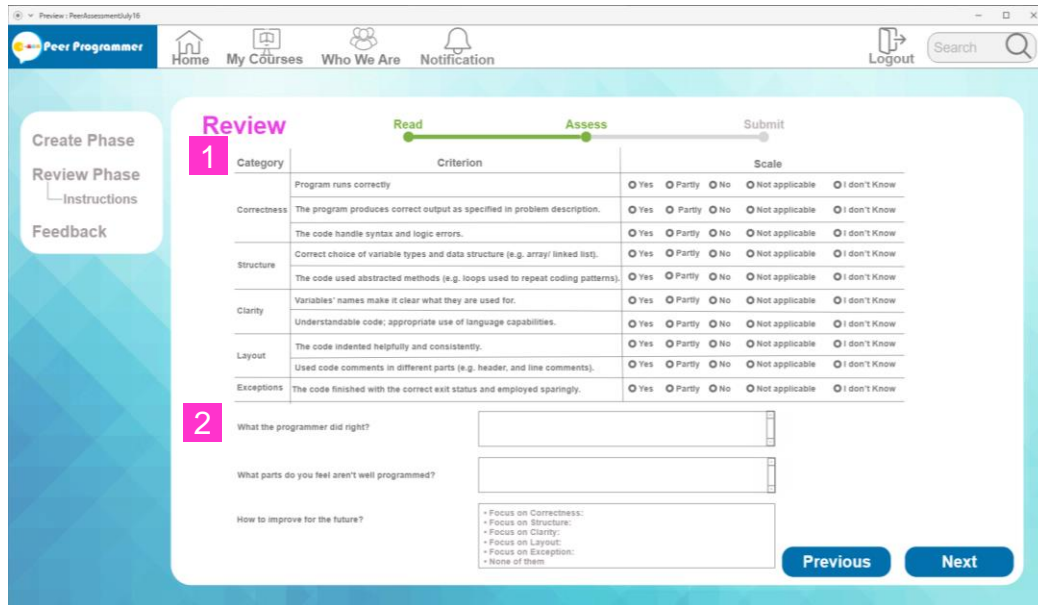 Preview : PeerAssessmentJuly16
Peer Programmer
Home My Courses Who We Are Notification Logout Search
Create Phase
Review Phase
Instructions
Feedback
Review
Read Assess Submit
1
Category Criterion Scale
Correctness
Program runs correctly Yes Partly No Not applicable I don't Know
The program produces correct output as specified in problem description. Yes Partly No Not applicable I don't Know
The code handle syntax and logic errors. Yes Partly No Not applicable I don't Know
Structure
Correct choice of variable types and data structure (e.g. array/ linked list). Yes Partly No Not applicable I don't Know
The code used abstracted methods (e.g. loops used to repeat coding patterns). Yes Partly No Not applicable I don't Know
Clarity
Variables' names make it clear what they are used for. Yes Partly No Not applicable I don't Know
Understandable code; appropriate use of language capabilities. Yes Partly No Not applicable I don't Know
Layout
The code indented helpfully and consistently. Yes Partly No Not applicable I don't Know
Used code comments in different parts (e.g. header, and line comments). Yes Partly No Not applicable I don't Know
Exceptions The code finished with the correct exit status and employed sparingly. Yes Partly No Not applicable I don't Know
2
What the programmer did right?
What parts do you feel aren't well programmed?
How to improve for the future?
• Focus on Correctness:
• Focus on Structure:
• Focus on Clarity:
• Focus on Layout:
• Focus on Exception:
• None of them
Previous Next